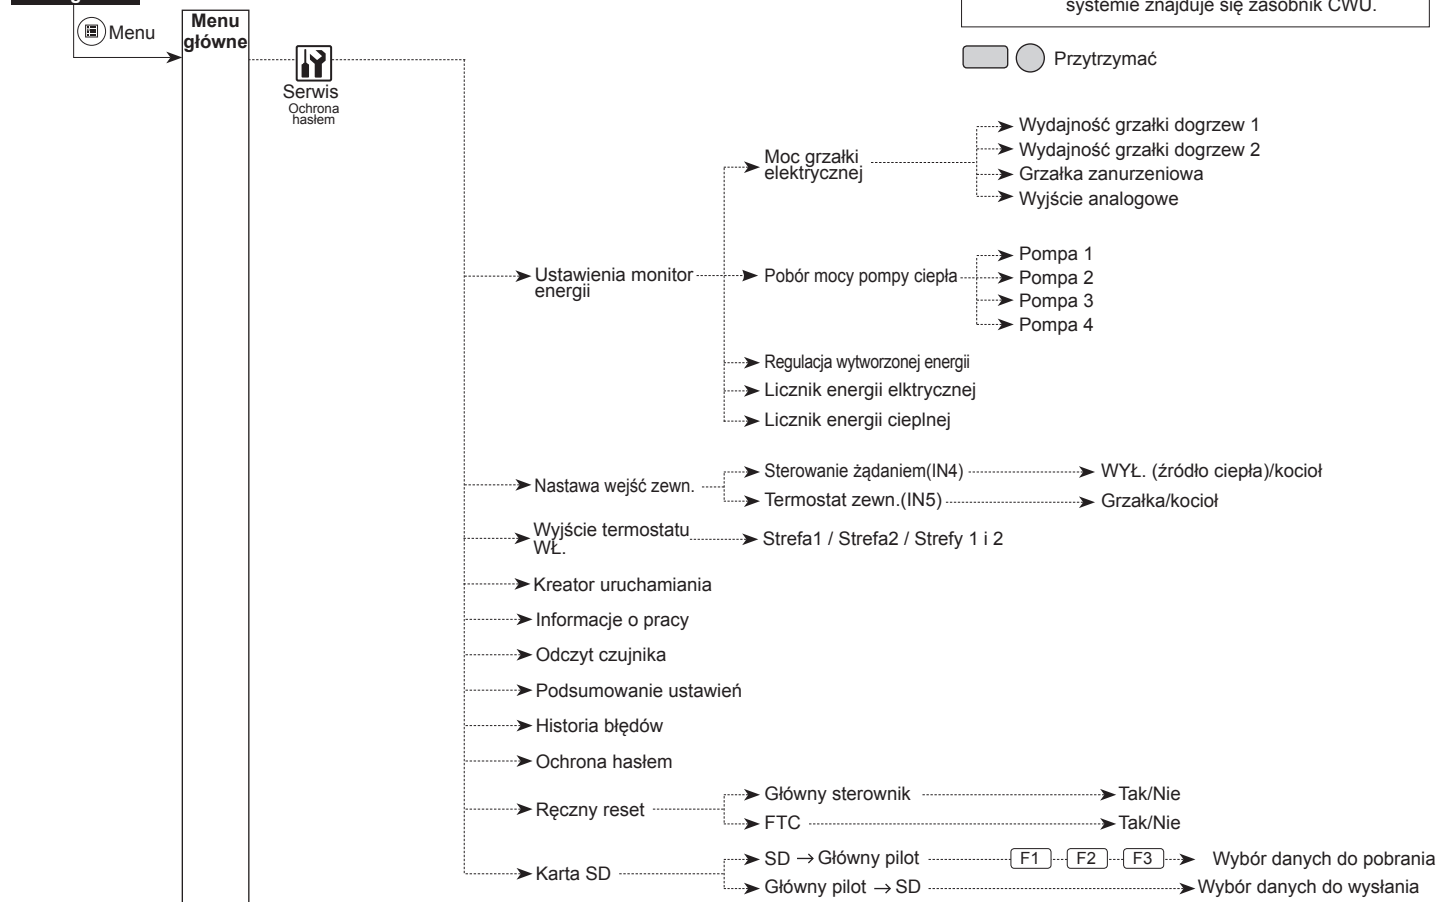 systemie znajduje się zasobnik CWU.
Menu
Menu
główne
Przytrzymać
Serwis
Ochrona
hasłem
Moc grzałki
elektrycznej
Wydajność grzałki dogrzew 1
Wydajność grzałki dogrzew 2
Grzałka zanurzeniowa
Wyjście analogowe
Ustawienia monitor
energii
Pobór mocy pompy ciepła
Pompa 1
Pompa 2
Pompa 3
Pompa 4
Regulacja wytworzonej energii
Licznik energii elktrycznej
Licznik energii cieplnej
Nastawa wejść zewn.
Sterowanie żądaniem(IN4)
WYŁ. (źródło ciepła)/kocioł
Termostat zewn.(IN5)
Grzałka/kocioł
Wyjście termostatu
WŁ.
Strefa1 / Strefa2 / Strefy 1 i 2
Kreator uruchamiania
Informacje o pracy
Odczyt czujnika
Podsumowanie ustawień
Historia błędów
Ochrona hasłem
Ręczny reset
Główny sterownik
Tak/Nie
FTC
Tak/Nie
Karta SD
SD → Główny pilot
F1 F2 F3
Wybór danych do pobrania
Główny pilot → SD
Wybór danych do wysłania